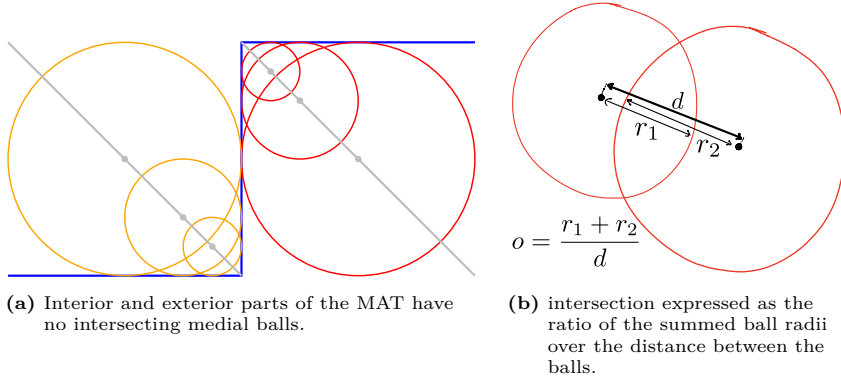 d
r₁
r₂
o = \frac{r₁ + r₂}{d}
(a) Interior and exterior parts of the MAT have
no intersecting medial balls.
(b) intersection expressed as the
ratio of the summed ball radii
over the distance between the
balls.